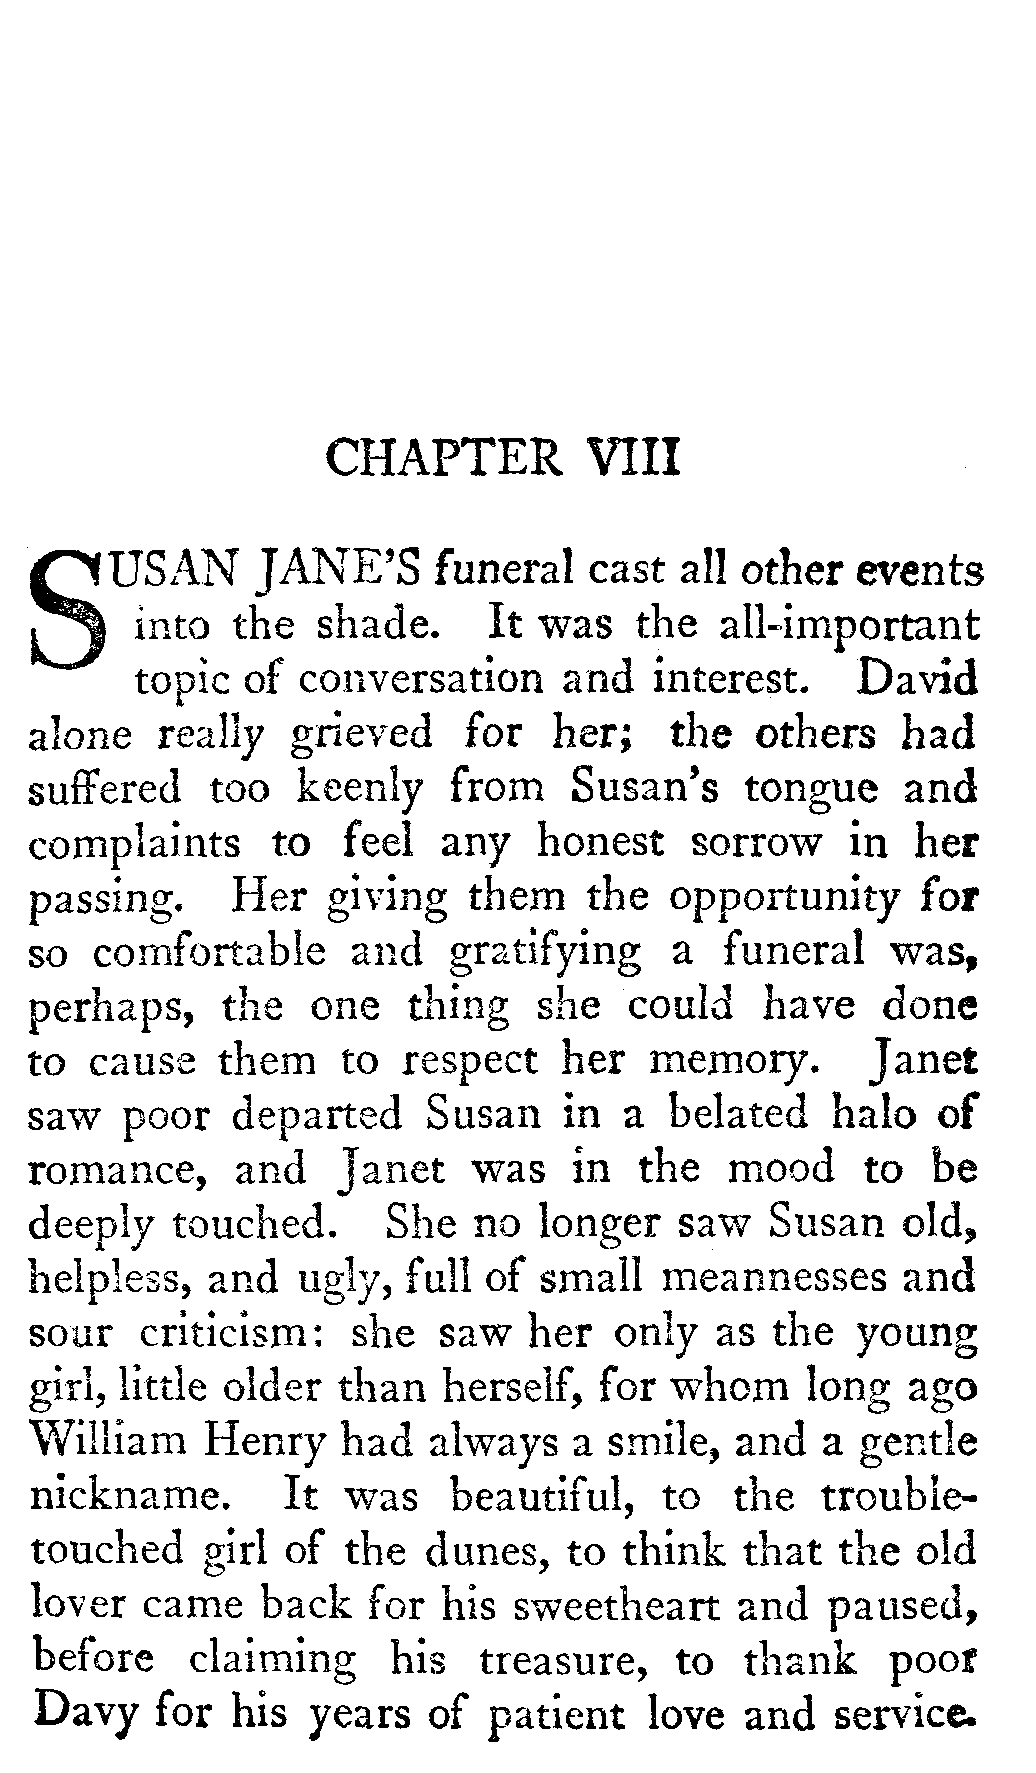 CHAPTER VIII
SUSAN JANE'S funeral cast all other events
into the shade. It was the all-important
topic of conversation and interest. David
alone really grieved for her; the others had
suffered too keenly from Susan's tongue and
complaints to feel any honest sorrow in her
passing. Her giving them the opportunity for
so comfortable and gratifying a funeral was,
perhaps, the one thing she could have done
to cause them to respect her memory. Janet
saw poor departed Susan in a belated halo of
romance, and Janet was in the mood to be
deeply touched. She no longer saw Susan old,
helpless, and ugly, full of small meannesses and
sour criticism: she saw her only as the young
girl, little older than herself, for whom long ago
William Henry had always a smile, and a gentle
nickname. It was beautiful, to the trouble-
touched girl of the dunes, to think that the old
lover came back for his sweetheart and paused,
before claiming his treasure, to thank poor
Davy for his years of patient love and service.